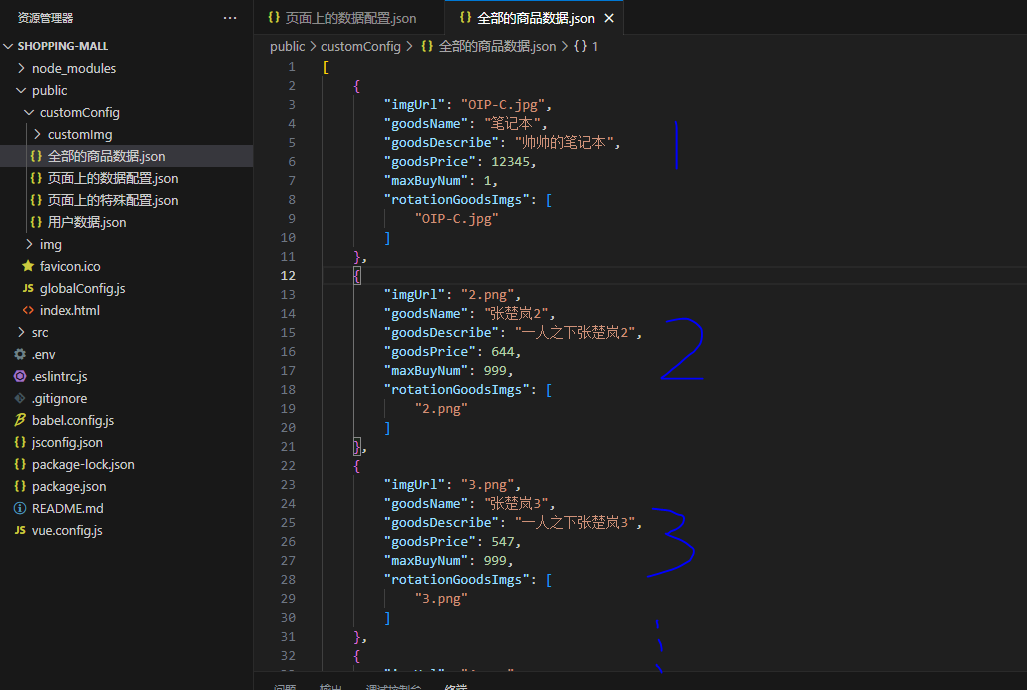 资源管理器
SHOPPING-MALL
node_modules
public
customConfig
customImg
{} 全部的商品数据.json
{} 页面上的数据配置.json
{} 页面上的特殊配置.json
{} 用户数据.json
img
favicon.ico
JS globalConfig.js
<> index.html
src
.env
.eslintrc.js
.gitignore
babel.config.js
{} jsconfig.json
{} package-lock.json
{} package.json
README.md
JS vue.config.js
{} 页面上的数据配置.json {} 全部的商品数据.json ×
public > customConfig > {} 全部的商品数据.json > {} 1
1 [
2 {
3 "imgUrl": "OIP-C.jpg",
4 "goodsName": "笔记本",
5 "goodsDescribe": "帅帅的笔记本",
6 "goodsPrice": 12345,
7 "maxBuyNum": 1,
8 "rotationGoodsImgs": [
9 "OIP-C.jpg"
10 ]
11 },
12 {
13 "imgUrl": "2.png",
14 "goodsName": "张楚岚2",
15 "goodsDescribe": "一人之下张楚岚2",
16 "goodsPrice": 644,
17 "maxBuyNum": 999,
18 "rotationGoodsImgs": [
19 "2.png"
20 ]
21 },
22 {
23 "imgUrl": "3.png",
24 "goodsName": "张楚岚3",
25 "goodsDescribe": "一人之下张楚岚3",
26 "goodsPrice": 547,
27 "maxBuyNum": 999,
28 "rotationGoodsImgs": [
29 "3.png"
30 ]
31 },
32 {
1
2
3
问题 输出 调试控制台 终端